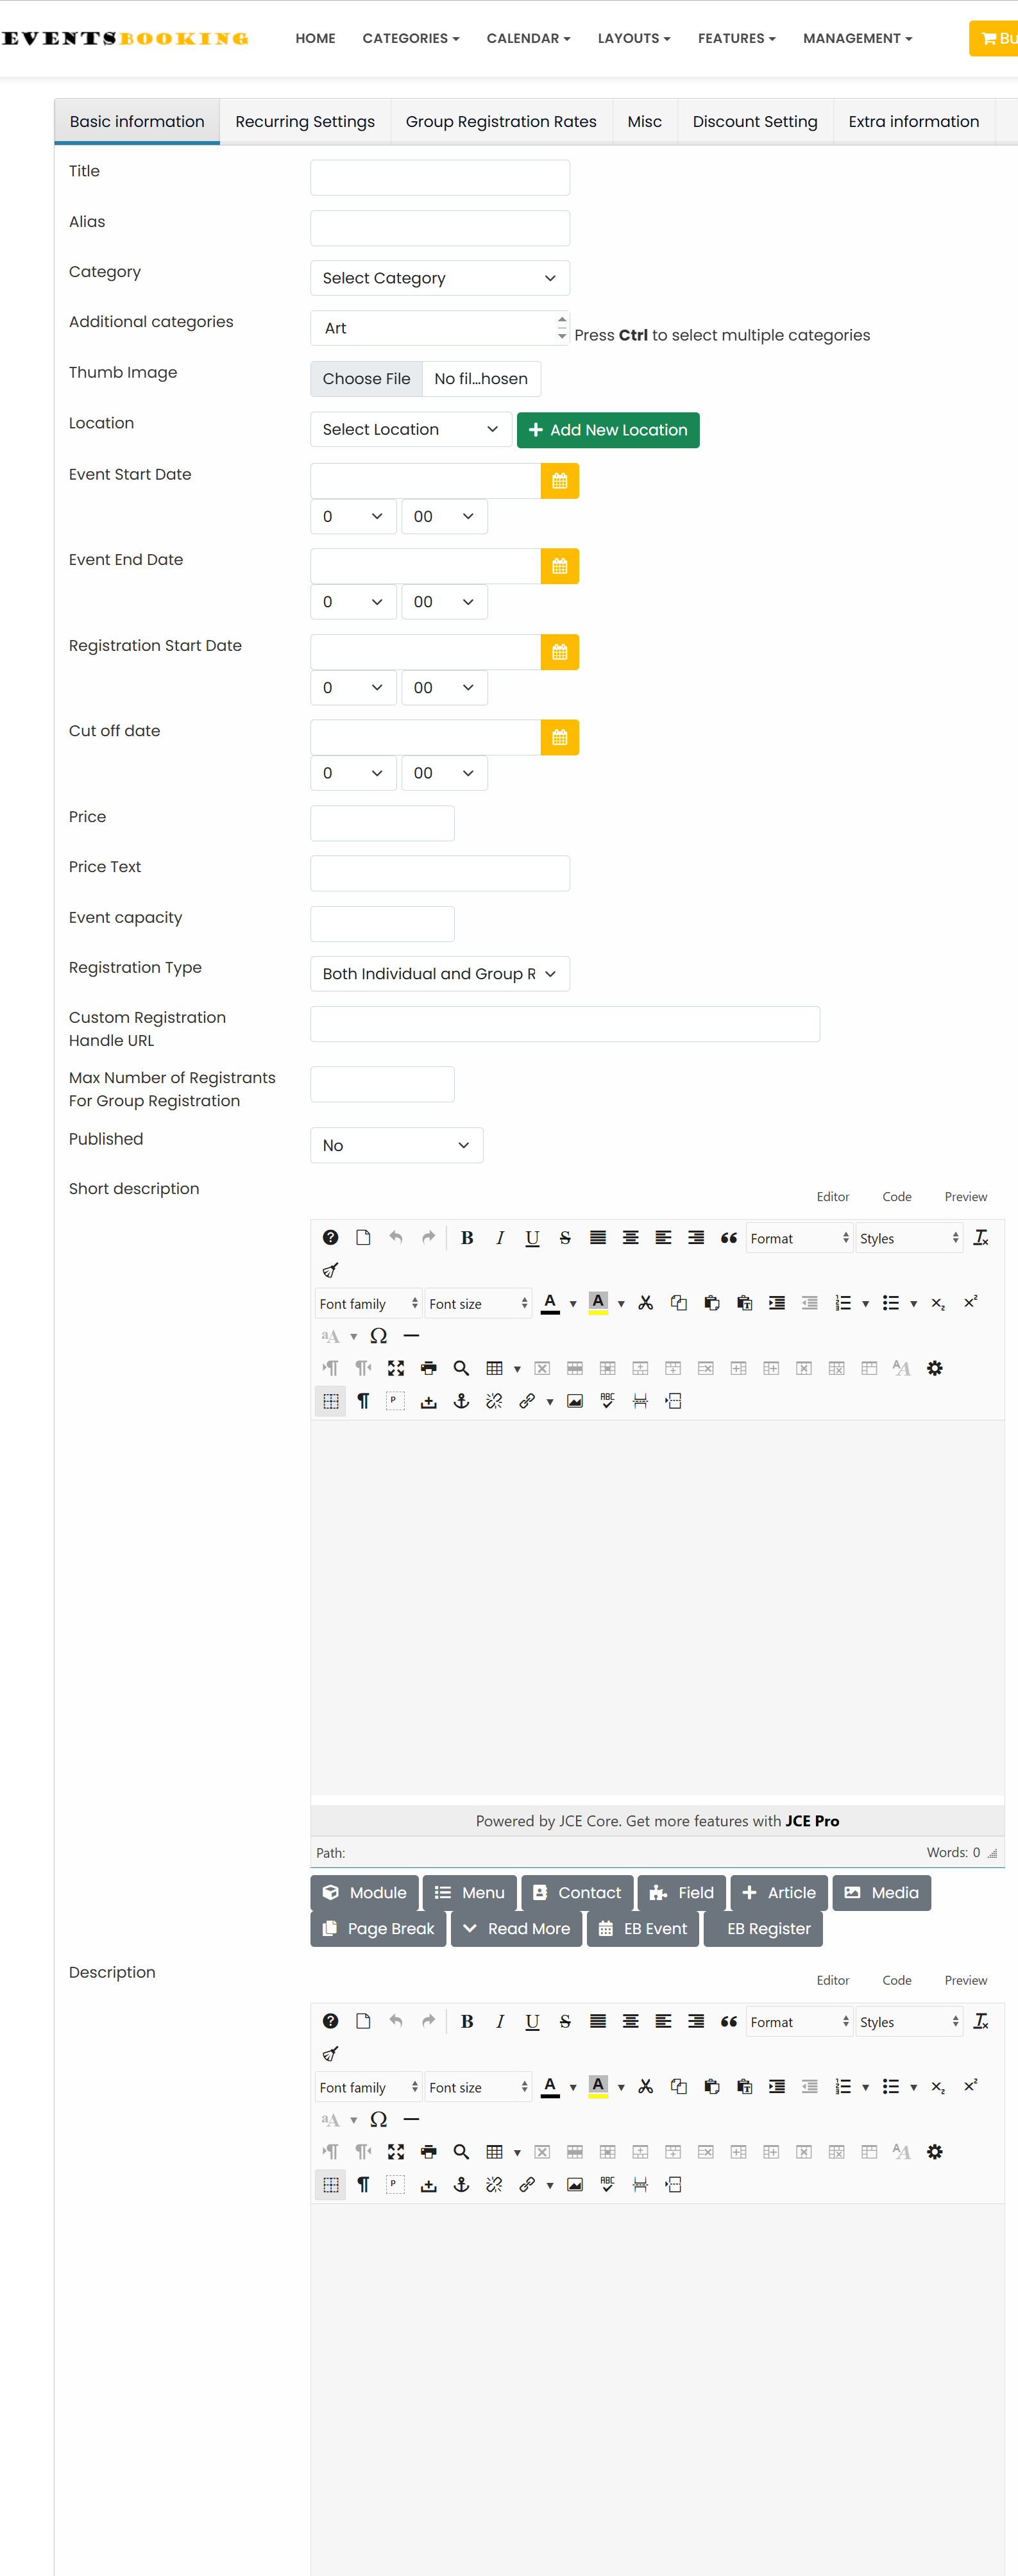 EVENTSBOOKING HOME CATEGORIES CALENDAR LAYOUTS FEATURES MANAGEMENT Bu
Basic information Recurring Settings Group Registration Rates Misc Discount Setting Extra information
Title
Alias
Category Select Category
Additional categories Art Press Ctrl to select multiple categories
Thumb Image Choose File No fil...hosen
Location Select Location Add New Location
Event Start Date
0 00
Event End Date
0 00
Registration Start Date
0 00
Cut off date
0 00
Price
Price Text
Event capacity
Registration Type Both Individual and Group R
Custom Registration
Handle URL
Max Number of Registrants
For Group Registration
Published No
Short description Editor Code Preview
B I U S Format Styles
Font family Font size A A
Powered by JCE Core. Get more features with JCE Pro
Path: Words: 0
Module Menu Contact Field Article Media
Page Break Read More EB Event EB Register
Description Editor Code Preview
B I U S Format Styles
Font family Font size A A